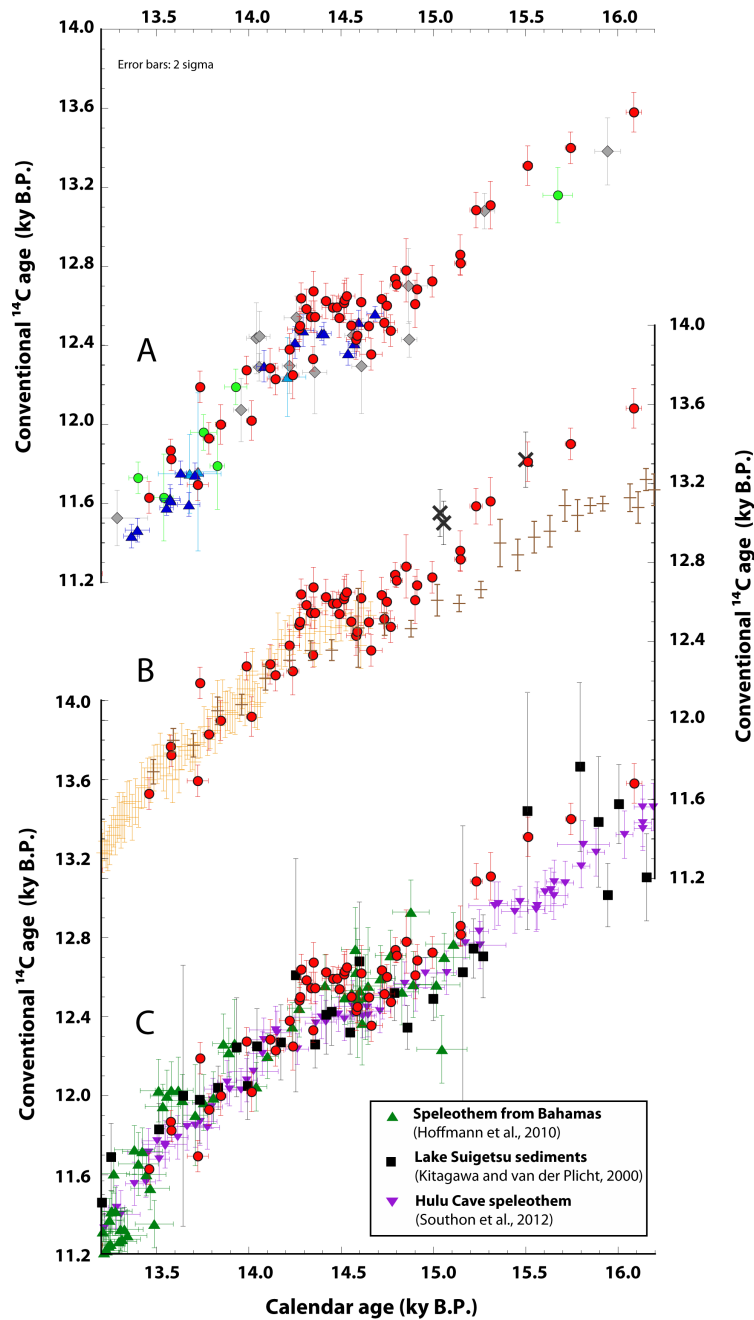 13.5 14.0 14.5 15.0 15.5 16.0
14.0
Error bars: 2 sigma
13.6
13.2
12.8
12.4
12.0
11.6
11.2
Conventional ¹⁴C age (ky B.P.)
A
14.0
13.6
13.2
12.8
12.4
12.0
11.6
11.2
Conventional ¹⁴C age (ky B.P.)
B
14.0
13.6
13.2
12.8
12.4
12.0
11.6
11.2
Conventional ¹⁴C age (ky B.P.)
C
Speleothem from Bahamas
(Hoffmann et al., 2010)
Lake Suigetsu sediments
(Kitagawa and van der Plicht, 2000)
Hulu Cave speleothem
(Southon et al., 2012)
13.5 14.0 14.5 15.0 15.5 16.0
Calendar age (ky B.P.)